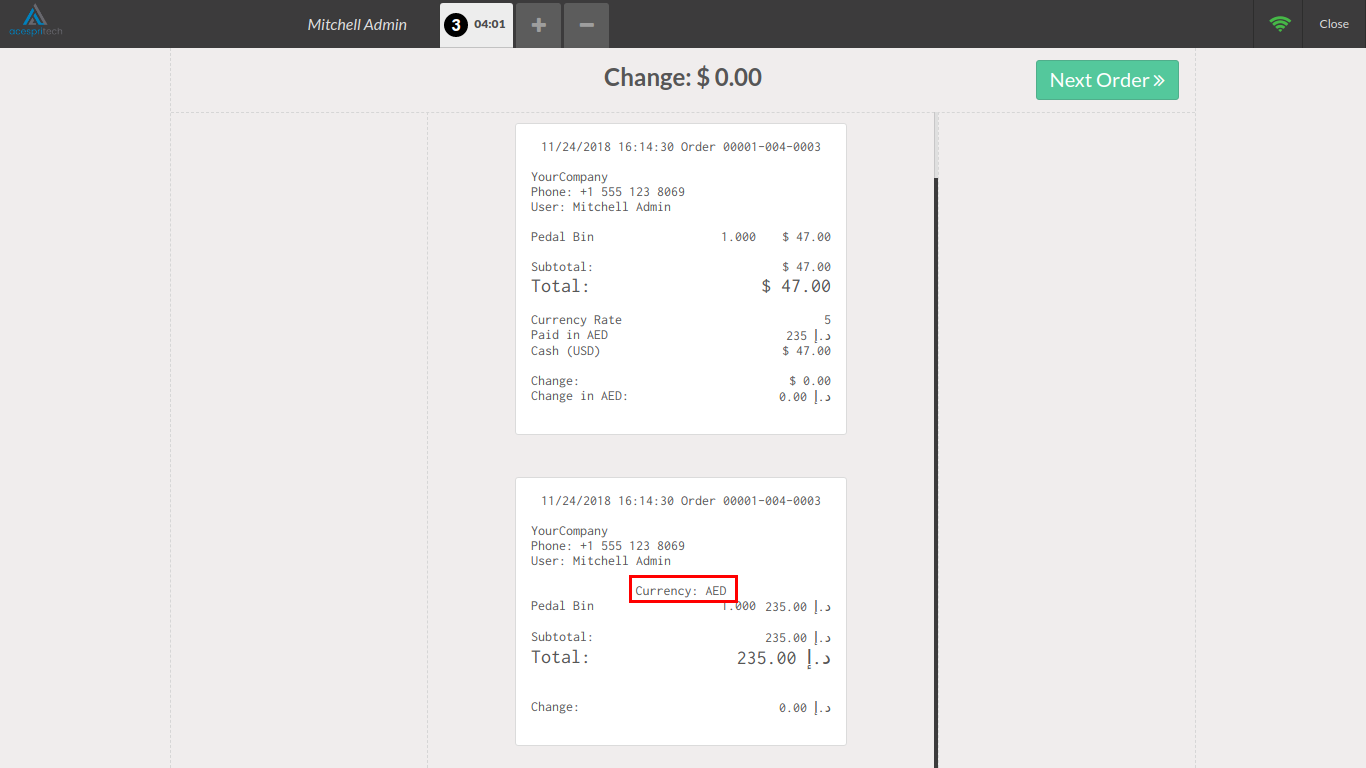 acespritech
Mitchell Admin
3 04:01
+
−
Close
Change: $ 0.00
Next Order »
11/24/2018 16:14:30 Order 00001-004-0003
YourCompany
Phone: +1 555 123 8069
User: Mitchell Admin
Pedal Bin 1.000 $ 47.00
Subtotal: $ 47.00
Total: $ 47.00
Currency Rate 5
Paid in AED 235 د.إ
Cash (USD) $ 47.00
Change: $ 0.00
Change in AED: 0.00 د.إ
11/24/2018 16:14:30 Order 00001-004-0003
YourCompany
Phone: +1 555 123 8069
User: Mitchell Admin
Currency: AED
Pedal Bin 1.000 235.00 د.إ
Subtotal: 235.00 د.إ
Total: 235.00 د.إ
Change: 0.00 د.إ